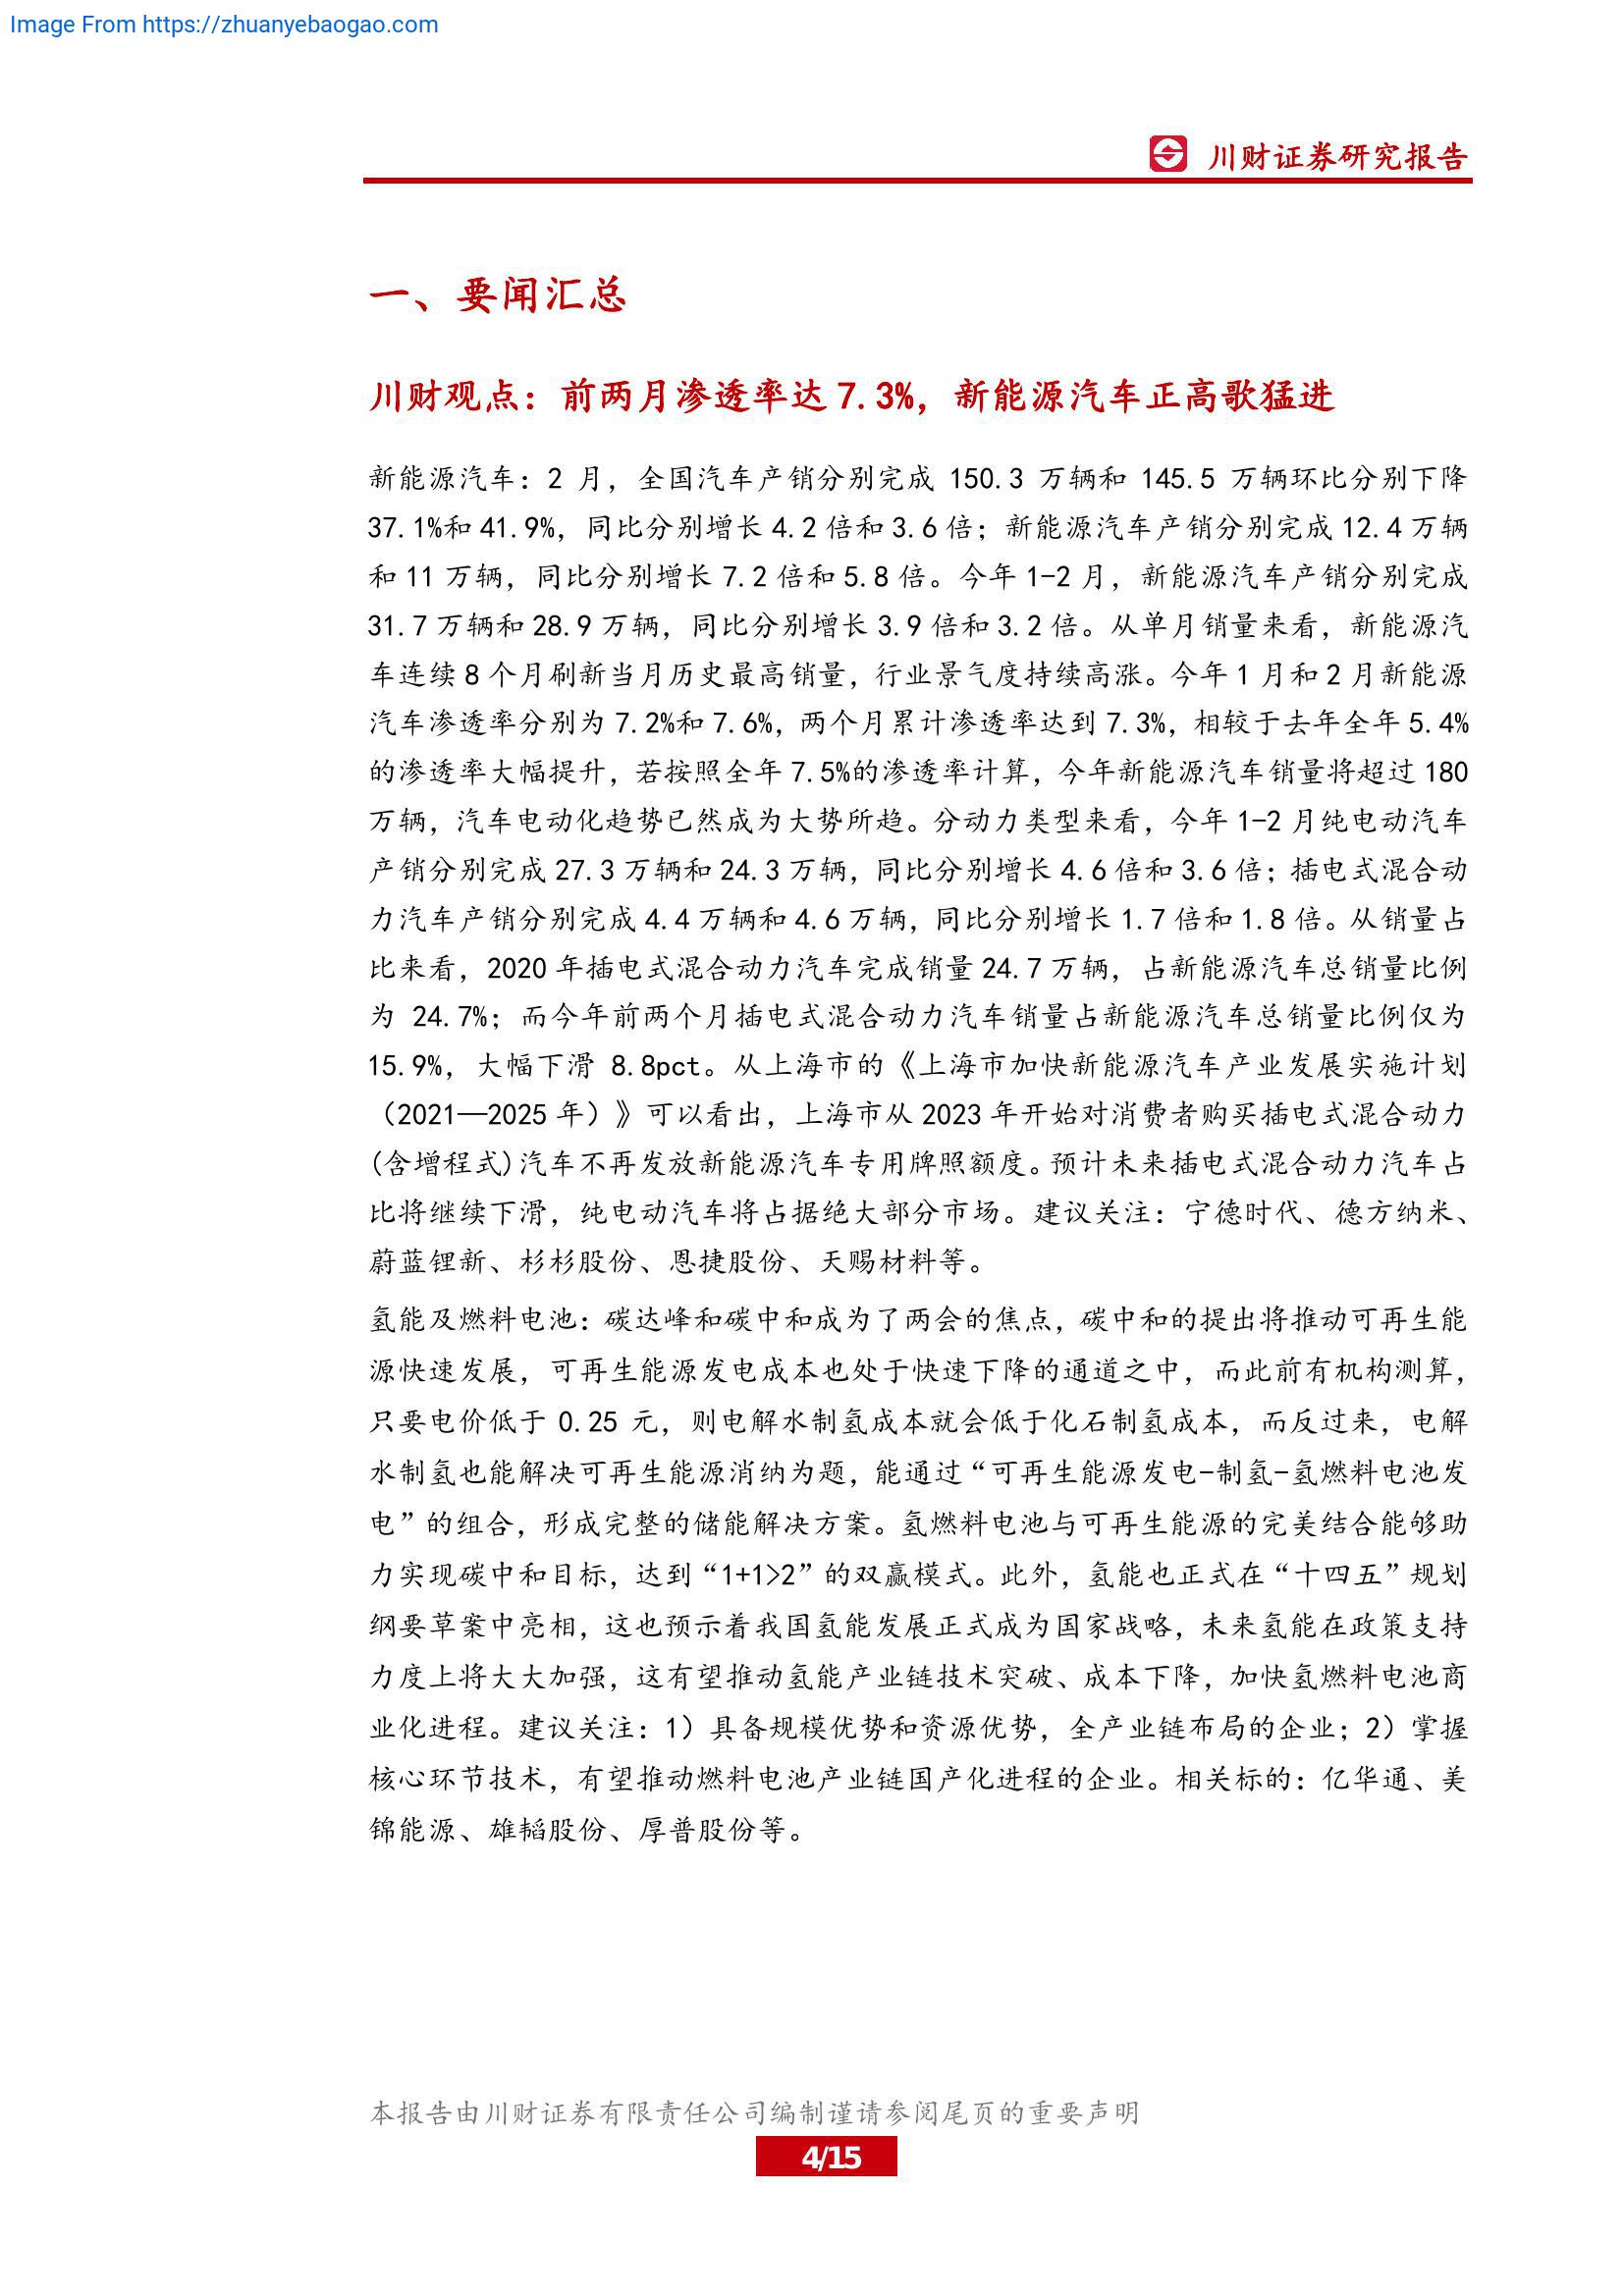 Image From https://zhuanyebaogao.com
川财证券研究报告
一、要闻汇总
川财观点：前两月渗透率达 7.3%，新能源汽车正高歌猛进
新能源汽车：2 月，全国汽车产销分别完成 150.3 万辆和 145.5 万辆环比分别下降
37.1%和 41.9%，同比分别增长 4.2 倍和 3.6 倍；新能源汽车产销分别完成 12.4 万辆
和 11 万辆，同比分别增长 7.2 倍和 5.8 倍。今年 1-2 月，新能源汽车产销分别完成
31.7 万辆和 28.9 万辆，同比分别增长 3.9 倍和 3.2 倍。从单月销量来看，新能源汽
车连续 8 个月刷新当月历史最高销量，行业景气度持续高涨。今年 1 月和 2 月新能源
汽车渗透率分别为 7.2%和 7.6%，两个月累计渗透率达到 7.3%，相较于去年全年 5.4%
的渗透率大幅提升，若按照全年 7.5%的渗透率计算，今年新能源汽车销量将超过 180
万辆，汽车电动化趋势已然成为大势所趋。分动力类型来看，今年 1-2 月纯电动汽车
产销分别完成 27.3 万辆和 24.3 万辆，同比分别增长 4.6 倍和 3.6 倍；插电式混合动
力汽车产销分别完成 4.4 万辆和 4.6 万辆，同比分别增长 1.7 倍和 1.8 倍。从销量占
比来看，2020 年插电式混合动力汽车完成销量 24.7 万辆，占新能源汽车总销量比例
为 24.7%；而今年前两个月插电式混合动力汽车销量占新能源汽车总销量比例仅为
15.9%，大幅下滑 8.8pct。从上海市的《上海市加快新能源汽车产业发展实施计划
（2021—2025 年）》可以看出，上海市从 2023 年开始对消费者购买插电式混合动力
(含增程式)汽车不再发放新能源汽车专用牌照额度。预计未来插电式混合动力汽车占
比将继续下滑，纯电动汽车将占据绝大部分市场。建议关注：宁德时代、德方纳米、
蔚蓝锂新、杉杉股份、恩捷股份、天赐材料等。
氢能及燃料电池：碳达峰和碳中和成为了两会的焦点，碳中和的提出将推动可再生能
源快速发展，可再生能源发电成本也处于快速下降的通道之中，而此前有机构测算，
只要电价低于 0.25 元，则电解水制氢成本就会低于化石制氢成本，而反过来，电解
水制氢也能解决可再生能源消纳为题，能通过“可再生能源发电-制氢-氢燃料电池发
电”的组合，形成完整的储能解决方案。氢燃料电池与可再生能源的完美结合能够助
力实现碳中和目标，达到“1+1>2”的双赢模式。此外，氢能也正式在“十四五”规划
纲要草案中亮相，这也预示着我国氢能发展正式成为国家战略，未来氢能在政策支持
力度上将大大加强，这有望推动氢能产业链技术突破、成本下降，加快氢燃料电池商
业化进程。建议关注：1）具备规模优势和资源优势，全产业链布局的企业；2）掌握
核心环节技术，有望推动燃料电池产业链国产化进程的企业。相关标的：亿华通、美
锦能源、雄韬股份、厚普股份等。
本报告由川财证券有限责任公司编制谨请参阅尾页的重要声明
4/15